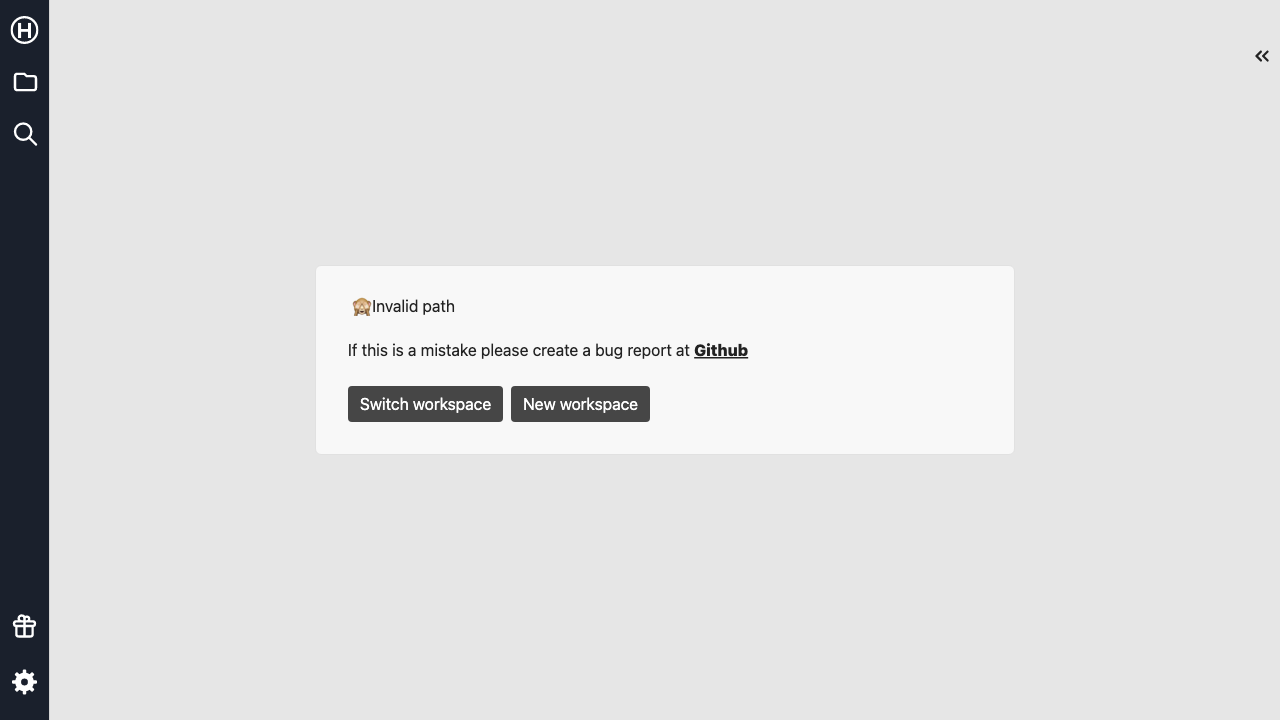 🙈Invalid path
If this is a mistake please create a bug report at Github
Switch workspace New workspace